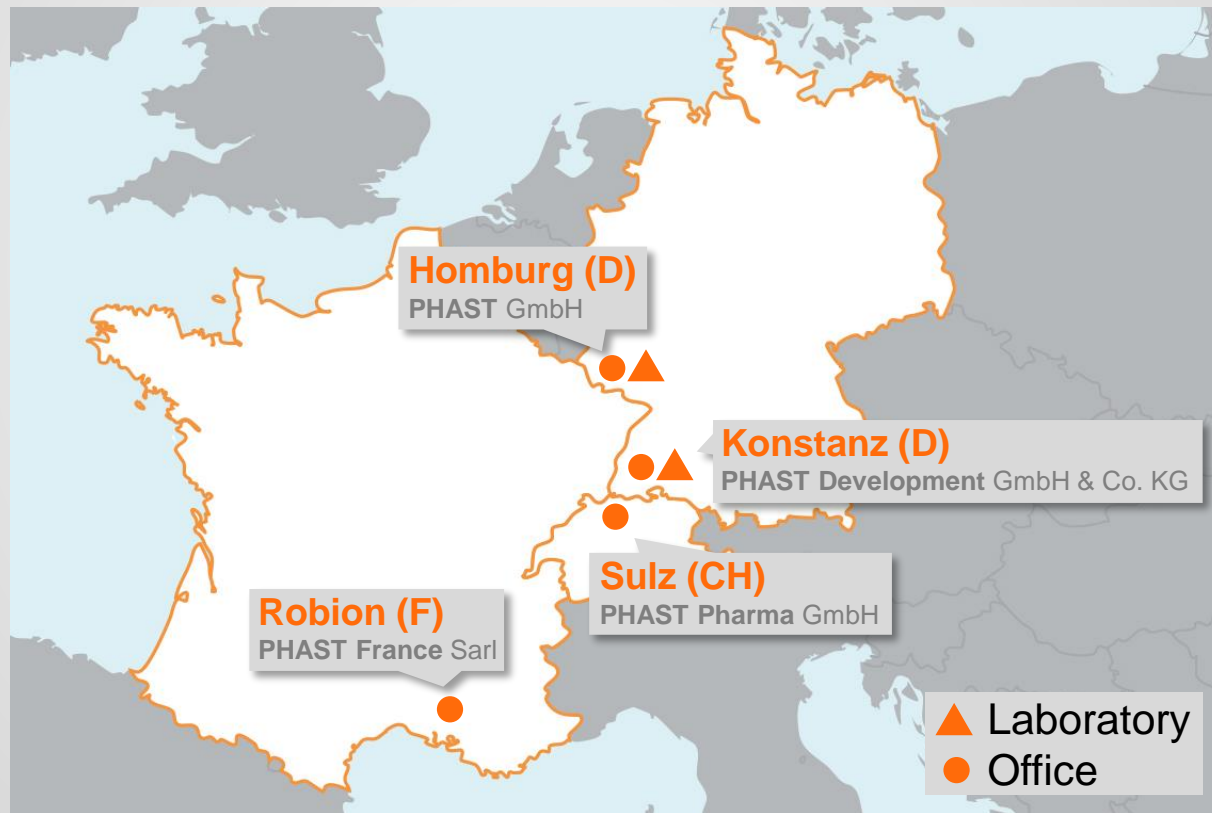 Homburg (D)
PHAST GmbH
Konstanz (D)
PHAST Development GmbH & Co. KG
Sulz (CH)
PHAST Pharma GmbH
Robion (F)
PHAST France Sarl
Laboratory
Office